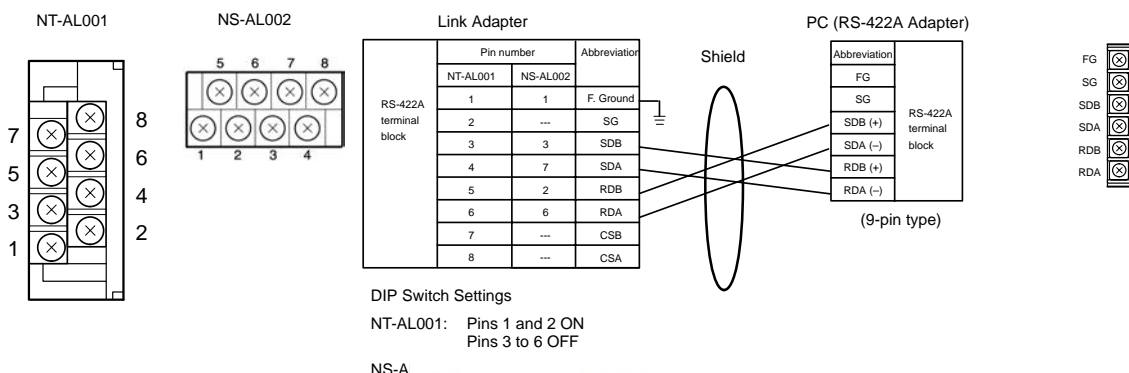 NT-AL001
7
5
3
1
8
6
4
2
NS-AL002
5 6 7 8
1 2 3 4
Link Adapter
RS-422A terminal block
Pin number Abbreviation
NT-AL001 NS-AL002
1 1 F. Ground
2 --- SG
3 3 SDB
4 7 SDA
5 2 RDB
6 6 RDA
7 --- CSB
8 --- CSA
Shield
PC (RS-422A Adapter)
Abbreviation
FG
SG
SDB (+)
SDA (–)
RDB (+)
RDA (–)
RS-422A
terminal
block
(9-pin type)
FG
SG
SDB
SDA
RDB
RDA
DIP Switch Settings
NT-AL001: Pins 1 and 2 ON
Pins 3 to 6 OFF
NS-A